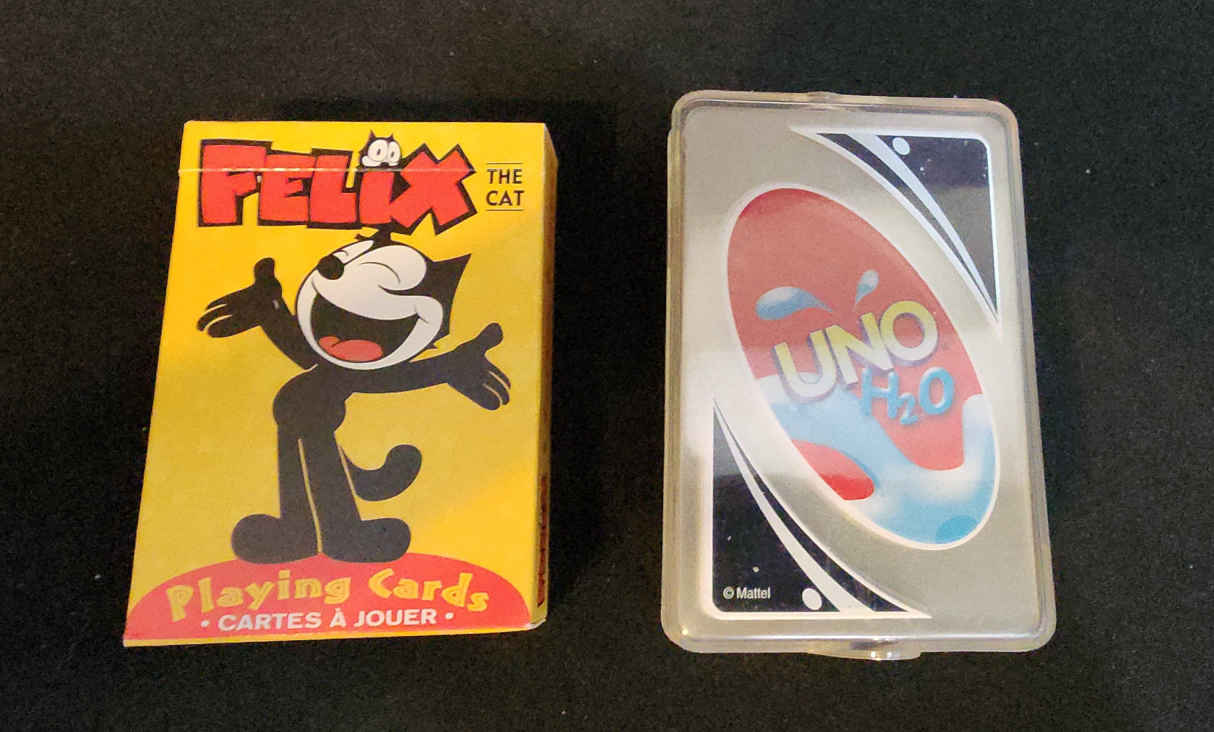 FELIX
THE
CAT
Playing Cards
• CARTES À JOUER •
UNO
H2O
© Mattel